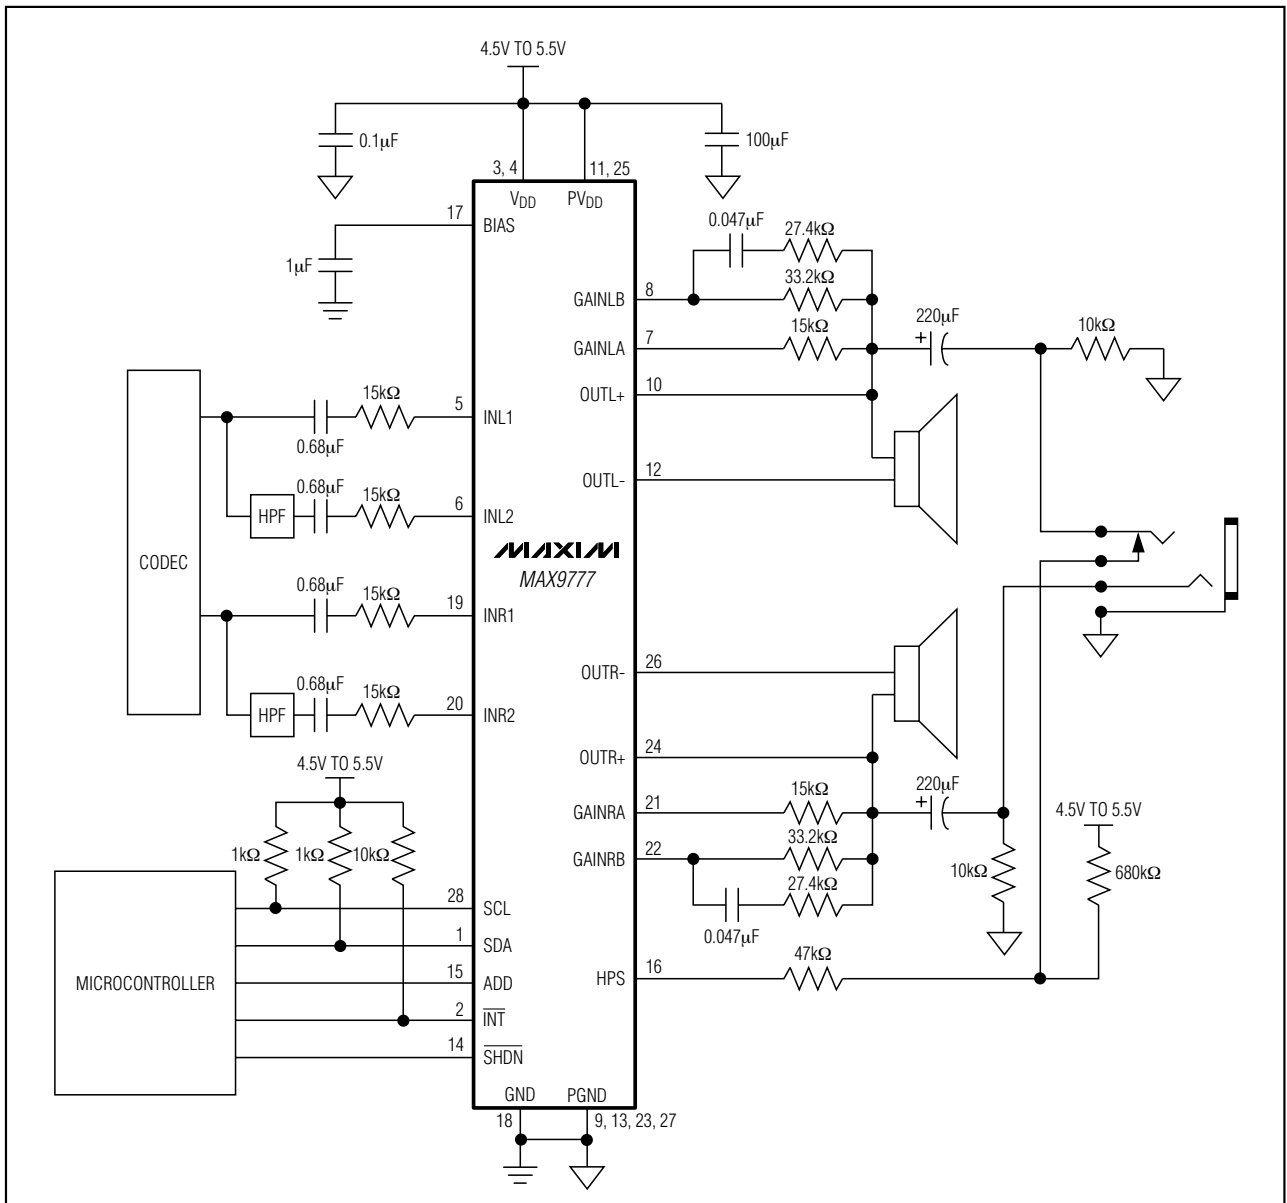 4.5V TO 5.5V
0.1µF
100µF
3, 4
11, 25
VDD
PVDD
17
BIAS
1µF
0.047µF
27.4kΩ
33.2kΩ
GAINLB
8
15kΩ
GAINLA
7
220µF
+
10kΩ
OUTL+
10
OUTL-
12
CODEC
15kΩ
0.68µF
5
INL1
0.68µF
15kΩ
HPF
6
INL2
MAXIM
MAX9777
0.68µF
15kΩ
19
INR1
0.68µF
15kΩ
HPF
20
INR2
OUTR-
26
OUTR+
24
15kΩ
GAINRA
21
220µF
+
33.2kΩ
GAINRB
22
27.4kΩ
0.047µF
10kΩ
4.5V TO 5.5V
680kΩ
47kΩ
HPS
16
4.5V TO 5.5V
1kΩ
1kΩ
10kΩ
MICROCONTROLLER
28
SCL
1
SDA
15
ADD
2
INT
14
SHDN
GND
PGND
18
9, 13, 23, 27